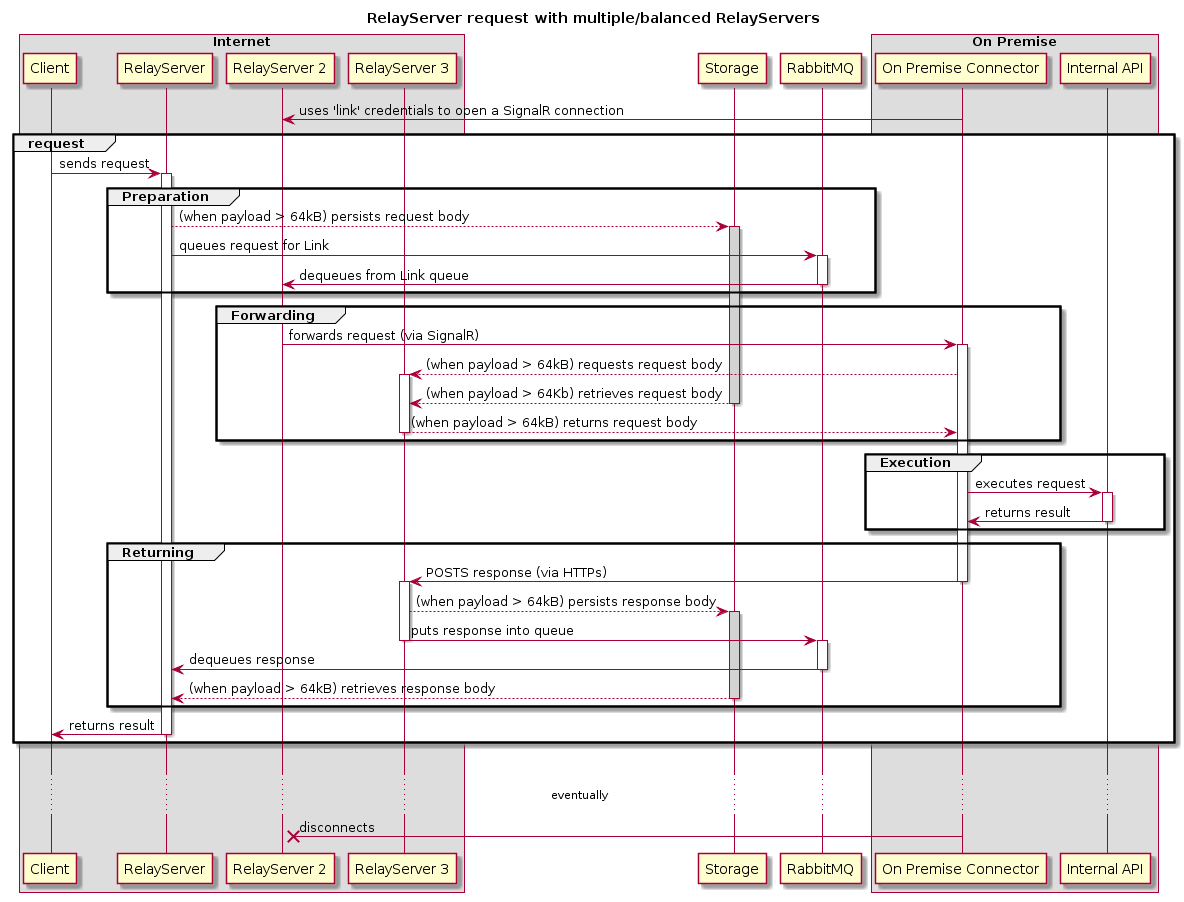 RelayServer request with multiple/balanced RelayServers
Internet
On Premise
Client
RelayServer
RelayServer 2
RelayServer 3
Storage
RabbitMQ
On Premise Connector
Internal API
uses 'link' credentials to open a SignalR connection
request
sends request
Preparation
(when payload > 64kB) persists request body
queues request for Link
dequeues from Link queue
Forwarding
forwards request (via SignalR)
(when payload > 64kB) requests request body
(when payload > 64Kb) retrieves request body
(when payload > 64kB) returns request body
Execution
executes request
returns result
Returning
POSTS response (via HTTPs)
(when payload > 64kB) persists response body
puts response into queue
dequeues response
(when payload > 64kB) retrieves response body
returns result
eventually
disconnects
Client
RelayServer
RelayServer 2
RelayServer 3
Storage
RabbitMQ
On Premise Connector
Internal API